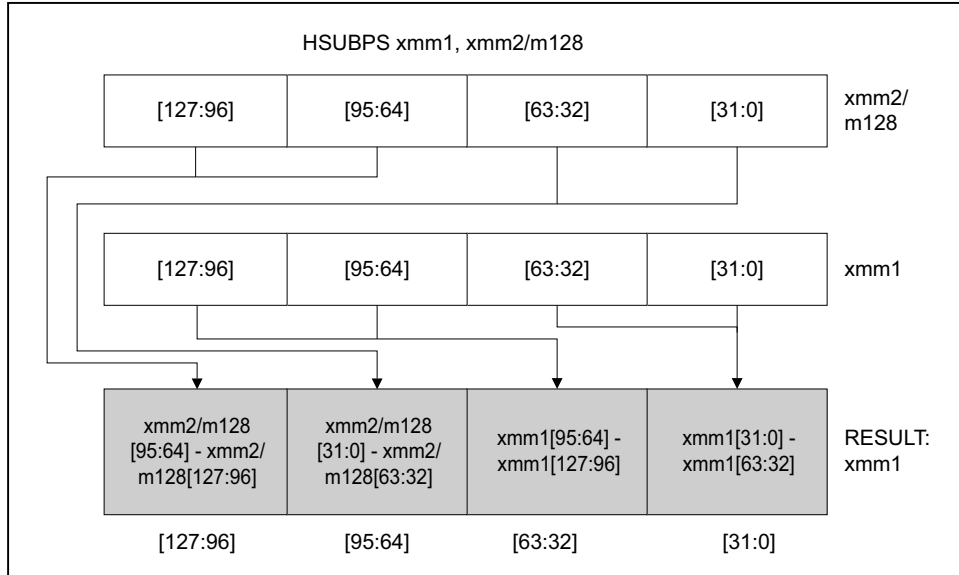 HSUBPS xmm1, xmm2/m128
[127:96] [95:64] [63:32] [31:0]
xmm2/
m128
[127:96] [95:64] [63:32] [31:0] xmm1
xmm2/m128
[95:64] - xmm2/
m128[127:96]
xmm2/m128
[31:0] - xmm2/
m128[63:32]
xmm1[95:64] -
xmm1[127:96]
xmm1[31:0] -
xmm1[63:32]
RESULT:
xmm1
[127:96] [95:64] [63:32] [31:0]